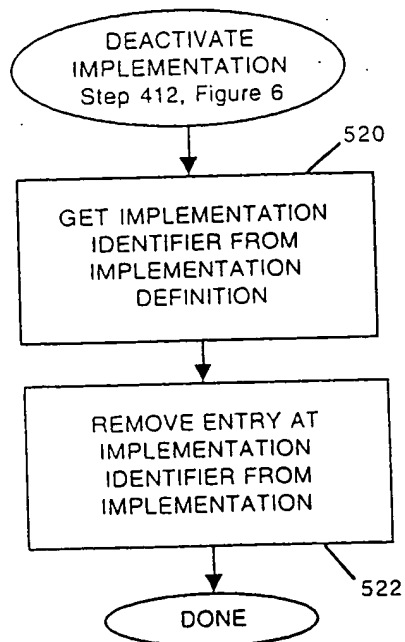 DEACTIVATE
IMPLEMENTATION
Step 412, Figure 6
520
GET IMPLEMENTATION
IDENTIFIER FROM
IMPLEMENTATION
DEFINITION
REMOVE ENTRY AT
IMPLEMENTATION
IDENTIFIER FROM
IMPLEMENTATION
522
DONE